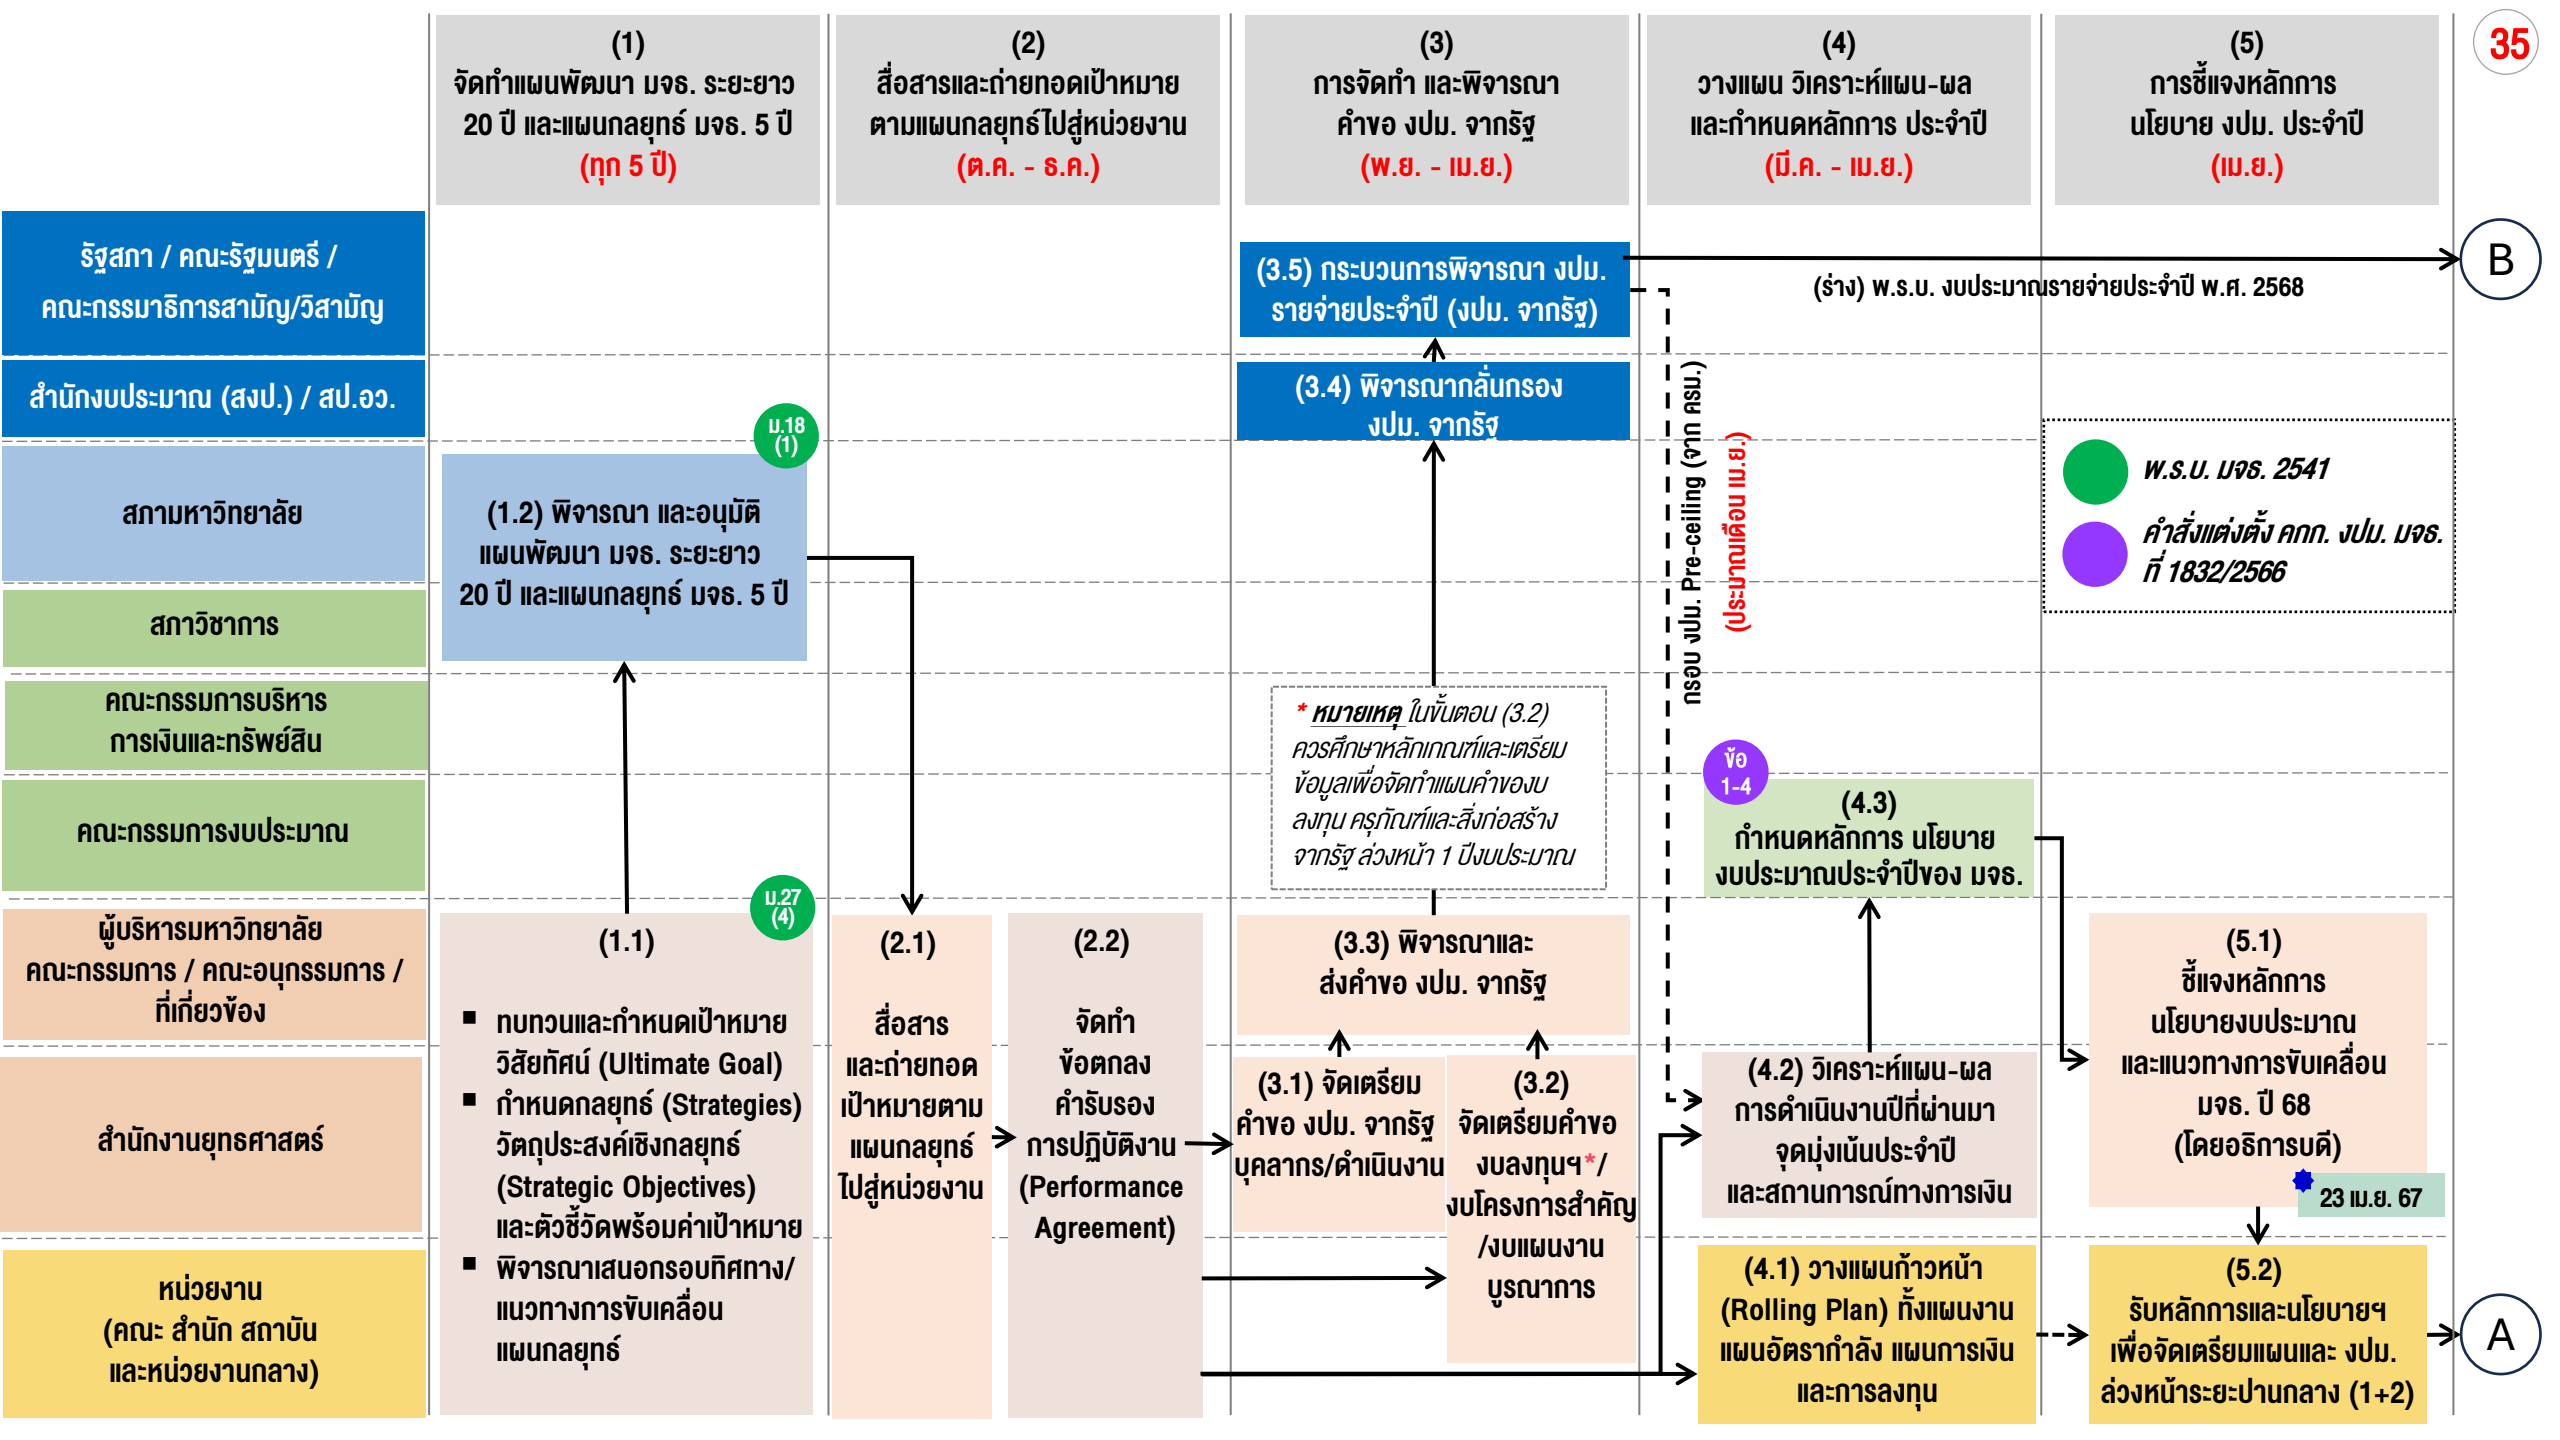 (1)
จัดทำแผนพัฒนา มจธ. ระยะยาว
20 ปี และแผนกลยุทธ์ มจธ. 5 ปี
(ทุก 5 ปี)
(2)
สื่อสารและถ่ายทอดเป้าหมาย
ตามแผนกลยุทธ์ไปสู่หน่วยงาน
(ต.ค. - ธ.ค.)
(3)
การจัดทำ และพิจารณา
คำขอ งปม. จากรัฐ
(พ.ย. - เม.ย.)
(4)
วางแผน วิเคราะห์แผน-ผล
และกำหนดหลักการ ประจำปี
(มี.ค. - เม.ย.)
(5)
การชี้แจงหลักการ
นโยบาย งปม. ประจำปี
(เม.ย.)
35
รัฐสภา / คณะรัฐมนตรี /
คณะกรรมาธิการสามัญ/วิสามัญ
(3.5) กระบวนการพิจารณา งปม.
รายจ่ายประจำปี (งปม. จากรัฐ)
(ร่าง) พ.ร.บ. งบประมาณรายจ่ายประจำปี พ.ศ. 2568
B
สำนักงบประมาณ (สงป.) / สป.อว.
(3.4) พิจารณากลั่นกรอง
งปม. จากรัฐ
กรอบ งปม. Pre-ceiling (จาก ครม.)
(ประมาณเดือน เม.ย.)
พ.ร.บ. มจธ. 2541
คำสั่งแต่งตั้ง คกก. งปม. มจธ.
ที่ 1832/2566
สภามหาวิทยาลัย
ม.18
(1)
(1.2) พิจารณา และอนุมัติ
แผนพัฒนา มจธ. ระยะยาว
20 ปี และแผนกลยุทธ์ มจธ. 5 ปี
สภาวิชาการ
คณะกรรมการบริหาร
การเงินและทรัพย์สิน
* หมายเหตุ ในขั้นตอน (3.2)
ควรศึกษาหลักเกณฑ์และเตรียม
ข้อมูลเพื่อจัดทำแผนคำของบ
ลงทุน ครุภัณฑ์และสิ่งก่อสร้าง
จากรัฐ ล่วงหน้า 1 ปีงบประมาณ
คณะกรรมการงบประมาณ
ข้อ
1-4
(4.3)
กำหนดหลักการ นโยบาย
งบประมาณประจำปีของ มจธ.
ผู้บริหารมหาวิทยาลัย
คณะกรรมการ / คณะอนุกรรมการ /
ที่เกี่ยวข้อง
สำนักงานยุทธศาสตร์
หน่วยงาน
(คณะ สำนัก สถาบัน
และหน่วยงานกลาง)
ม.27
(4)
(1.1)
▪ ทบทวนและกำหนดเป้าหมาย
วิสัยทัศน์ (Ultimate Goal)
▪ กำหนดกลยุทธ์ (Strategies)
วัตถุประสงค์เชิงกลยุทธ์
(Strategic Objectives)
และตัวชี้วัดพร้อมค่าเป้าหมาย
▪ พิจารณาเสนอกรอบทิศทาง/
แนวทางการขับเคลื่อน
แผนกลยุทธ์
(2.1)
สื่อสาร
และถ่ายทอด
เป้าหมายตาม
แผนกลยุทธ์
ไปสู่หน่วยงาน
(2.2)
จัดทำ
ข้อตกลง
คำรับรอง
การปฏิบัติงาน
(Performance
Agreement)
(3.3) พิจารณาและ
ส่งคำขอ งปม. จากรัฐ
(3.1) จัดเตรียม
คำขอ งปม. จากรัฐ
บุคลากร/ดำเนินงาน
(3.2)
จัดเตรียมคำขอ
งบลงทุนฯ*/
งบโครงการสำคัญ
/งบแผนงาน
บูรณาการ
(4.2) วิเคราะห์แผน-ผล
การดำเนินงานปีที่ผ่านมา
จุดมุ่งเน้นประจำปี
และสถานการณ์ทางการเงิน
(4.1) วางแผนก้าวหน้า
(Rolling Plan) ทั้งแผนงาน
แผนอัตรากำลัง แผนการเงิน
และการลงทุน
(5.1)
ชี้แจงหลักการ
นโยบายงบประมาณ
และแนวทางการขับเคลื่อน
มจธ. ปี 68
(โดยอธิการบดี)
23 เม.ย. 67
(5.2)
รับหลักการและนโยบายฯ
เพื่อจัดเตรียมแผนและ งปม.
ล่วงหน้าระยะปานกลาง (1+2)
A